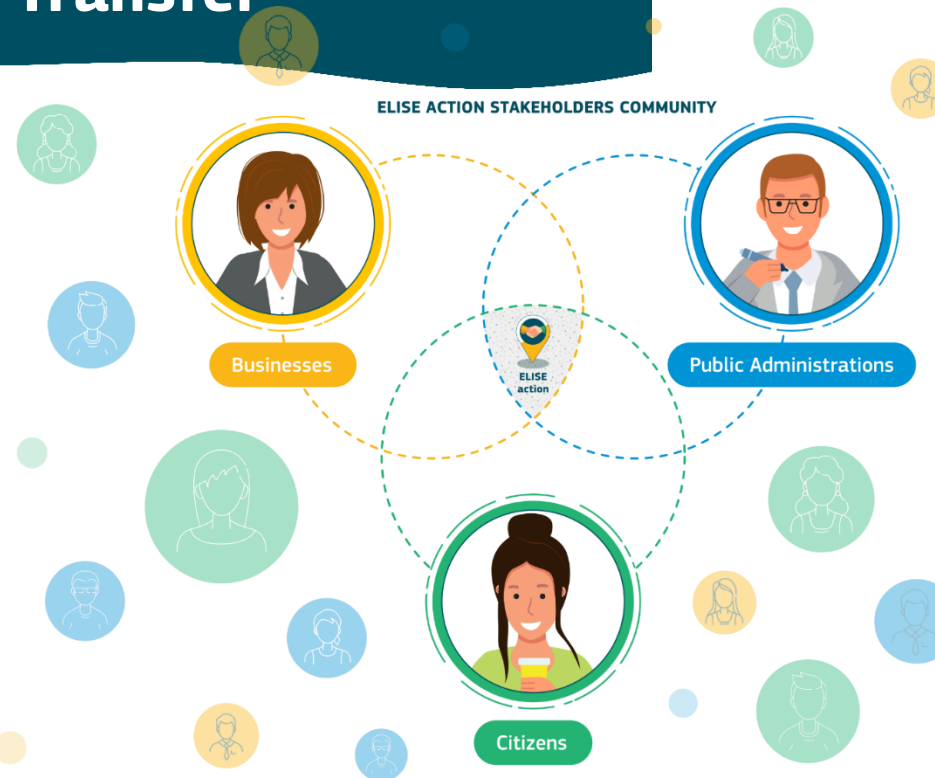 Transfer
ELISE ACTION STAKEHOLDERS COMMUNITY
Businesses
Public Administrations
ELISE
action
Citizens